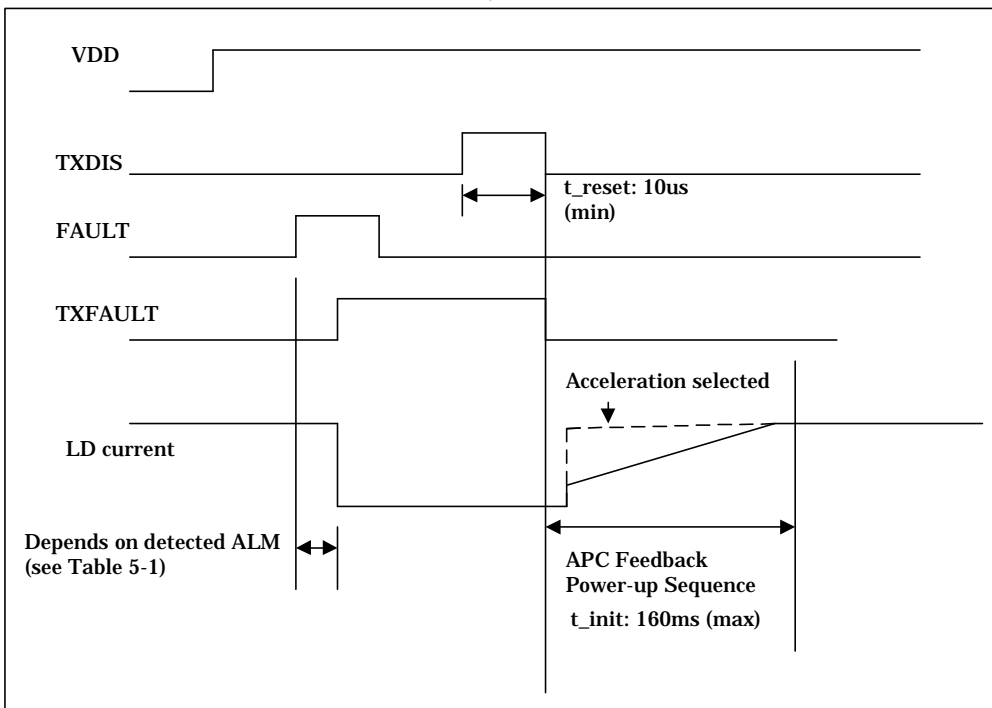 VDD
TXDIS
t_reset: 10us
(min)
FAULT
TXFAULT
Acceleration selected
LD current
Depends on detected ALM
(see Table 5-1)
APC Feedback
Power-up Sequence
t_init: 160ms (max)